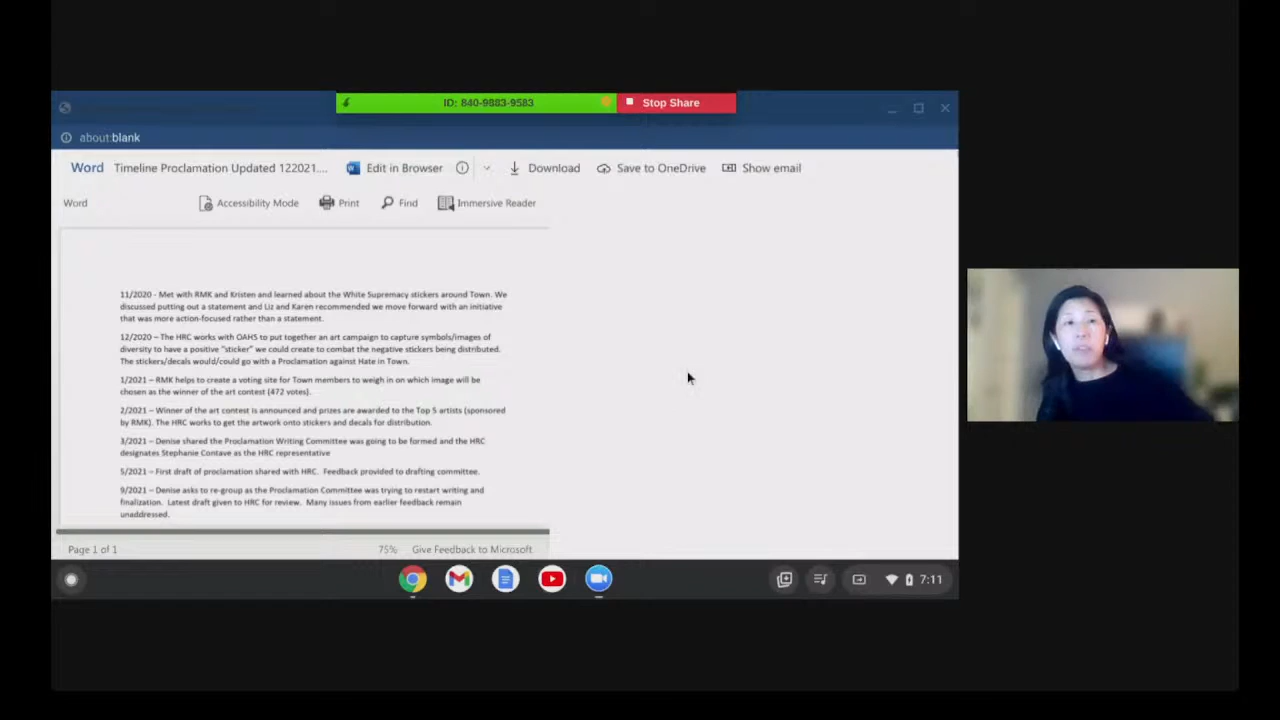 ID: 840-9883-9583
Stop Share
about:blank
Word Timeline Proclamation Updated 122021.... Edit in Browser Download Save to OneDrive Show email
Word Accessibility Mode Print Find Immersive Reader
11/2020 - Met with RMK and Kristen and learned about the White Supremacy stickers around Town. We
discussed putting out a statement and Liz and Karen recommended we move forward with an initiative
that was more action-focused rather than a statement.
12/2020 – The HRC works with OAHS to put together an art campaign to capture symbols/images of
diversity to have a positive "sticker" we could create to combat the negative stickers being distributed.
The stickers/decals would/could go with a Proclamation against Hate in Town.
1/2021 – RMK helps to create a voting site for Town members to weigh in on which image will be
chosen as the winner of the art contest (472 votes).
2/2021 – Winner of the art contest is announced and prizes are awarded to the Top 5 artists (sponsored
by RMK). The HRC works to get the artwork onto stickers and decals for distribution.
3/2021 – Denise shared the Proclamation Writing Committee was going to be formed and the HRC
designates Stephanie Contave as the HRC representative
5/2021 – First draft of proclamation shared with HRC. Feedback provided to drafting committee.
9/2021 – Denise asks to re-group as the Proclamation Committee was trying to restart writing and
finalization. Latest draft given to HRC for review. Many issues from earlier feedback remain
unaddressed.
Page 1 of 1 75% Give Feedback to Microsoft
7:11